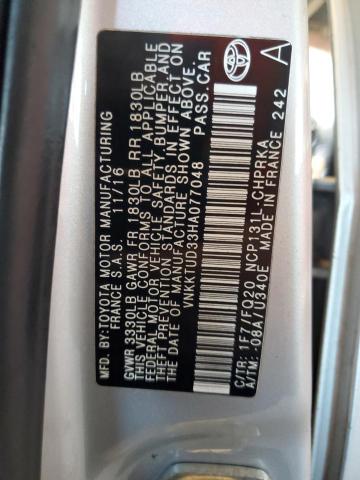 MFD. BY: TOYOTA MOTOR MANUFACTURING
FRANCE S.A.S. 11/16
GVWR 3330LB GAWR FR 1830LB RR 1830LB
THIS VEHICLE CONFORMS TO ALL APPLICABLE
FEDERAL MOTOR VEHICLE SAFETY, BUMPER AND
THEFT PREVENTION STANDARDS IN EFFECT ON
THE DATE OF MANUFACTURE SHOWN ABOVE.
VNKKTUD33HA077048 PASS.CAR
C/TR: 1F7/FQ20 NCP131L-CHPRKA
A/TM: -08A/U340E FRANCE 242
A